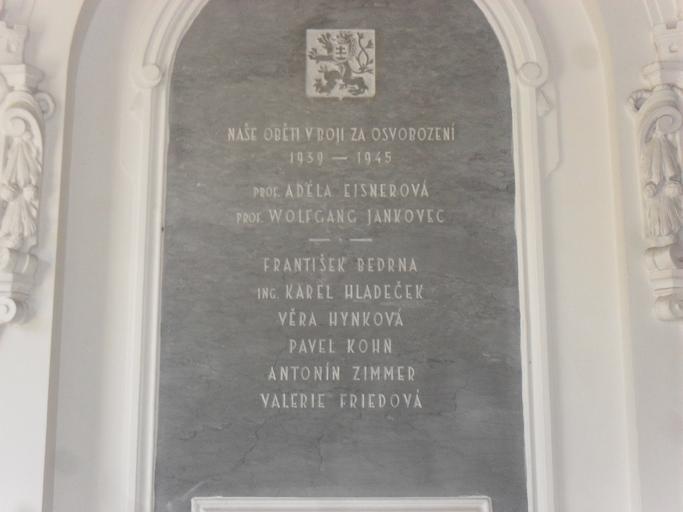 NAŠE OBĚTI V BOJI ZA OSVOBOZENÍ
1939 — 1945
PROF. ADÉLA EISNEROVÁ
PROF. WOLFGANG JANKOVEC
FRANTIŠEK BEDRNA
ING. KAREL HLADEČEK
VĚRA HYNKOVÁ
PAVEL KOHN
ANTONÍN ZIMMER
VALERIE FRIEDOVÁ